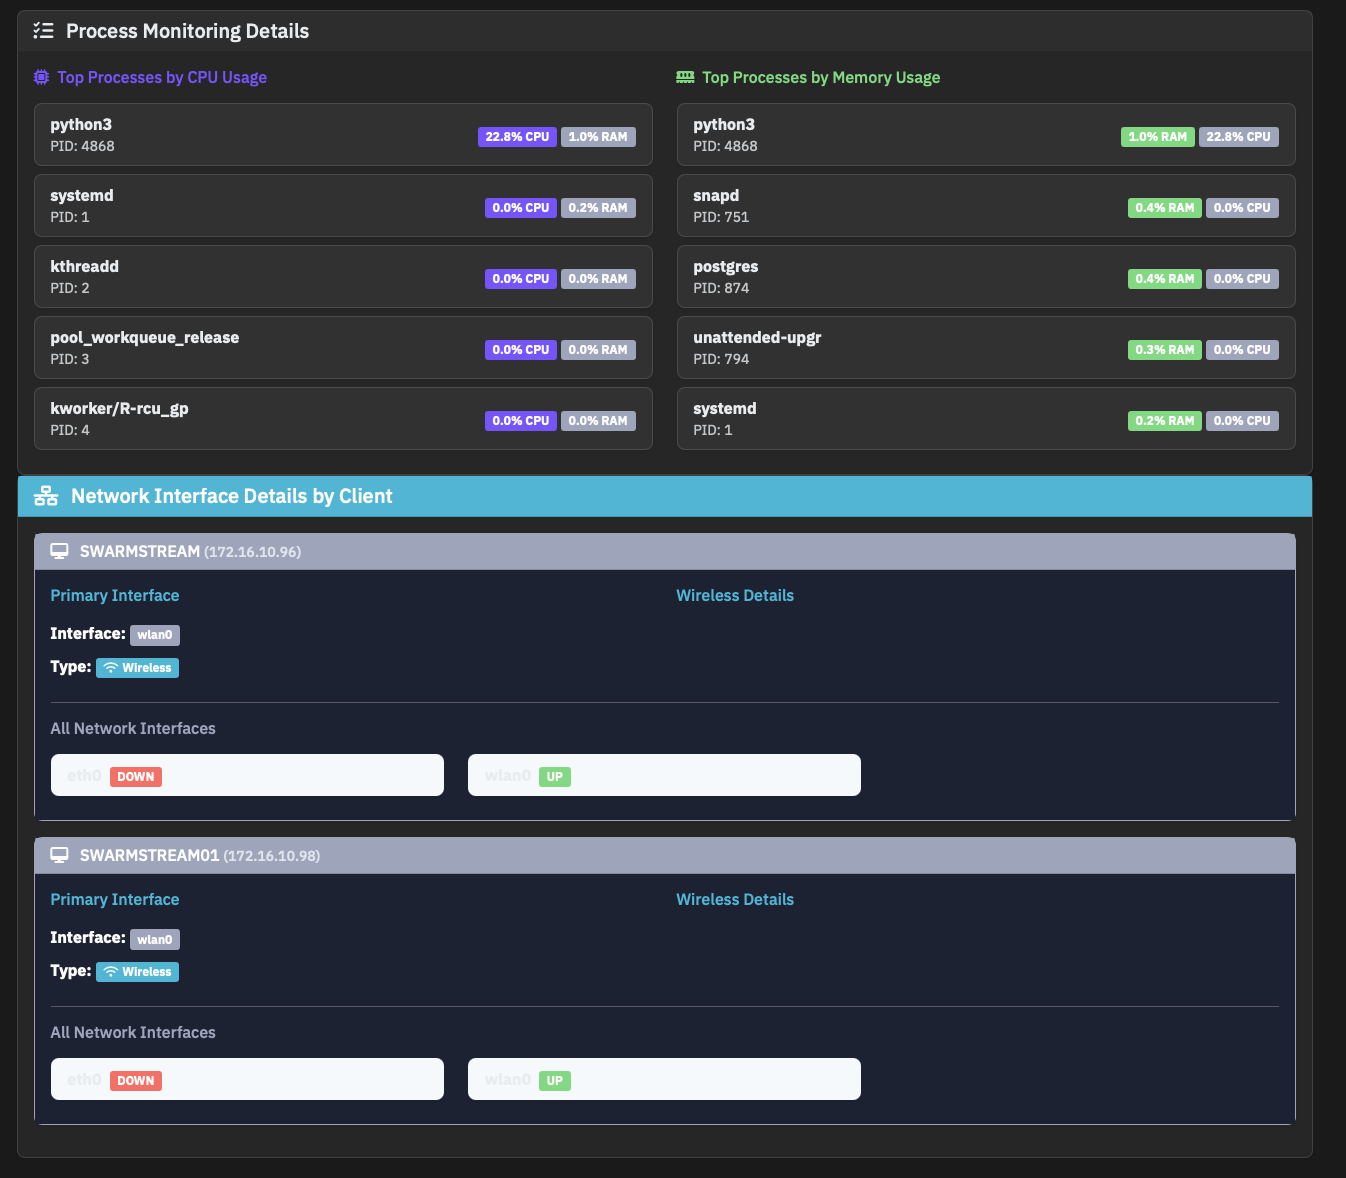 Process Monitoring Details
Top Processes by CPU Usage
python3
PID: 4868
22.8% CPU 1.0% RAM
systemd
PID: 1
0.0% CPU 0.2% RAM
kthreadd
PID: 2
0.0% CPU 0.0% RAM
pool_workqueue_release
PID: 3
0.0% CPU 0.0% RAM
kworker/R-rcu_gp
PID: 4
0.0% CPU 0.0% RAM
Top Processes by Memory Usage
python3
PID: 4868
1.0% RAM 22.8% CPU
snapd
PID: 751
0.4% RAM 0.0% CPU
postgres
PID: 874
0.4% RAM 0.0% CPU
unattended-upgr
PID: 794
0.3% RAM 0.0% CPU
systemd
PID: 1
0.2% RAM 0.0% CPU
Network Interface Details by Client
SWARMSTREAM (172.16.10.96)
Primary Interface
Interface: wlan0
Type: Wireless
Wireless Details
All Network Interfaces
eth0 DOWN
wlan0 UP
SWARMSTREAM01 (172.16.10.98)
Primary Interface
Interface: wlan0
Type: Wireless
Wireless Details
All Network Interfaces
eth0 DOWN
wlan0 UP